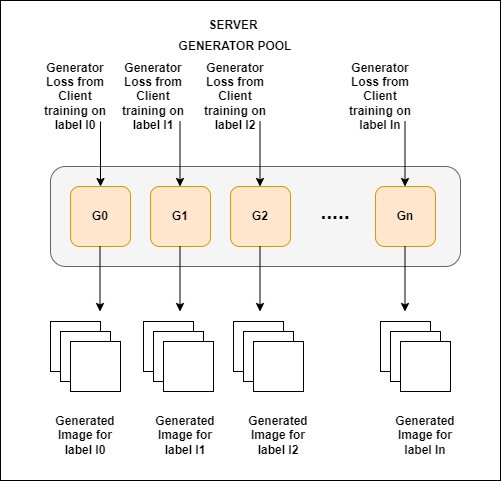 SERVER
GENERATOR POOL
Generator
Loss from
Client
training on
label l0
Generator
Loss from
Client
training on
label l1
Generator
Loss from
Client
training on
label l2
Generator
Loss from
Client
training on
label ln
G0
G1
G2
.....
Gn
Generated
Image for
label l0
Generated
Image for
label l1
Generated
Image for
label l2
Generated
Image for
label ln